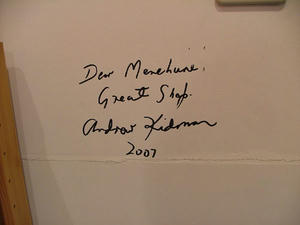 Dear Menehune,
Great Shop.
Andrew Kidman
2007